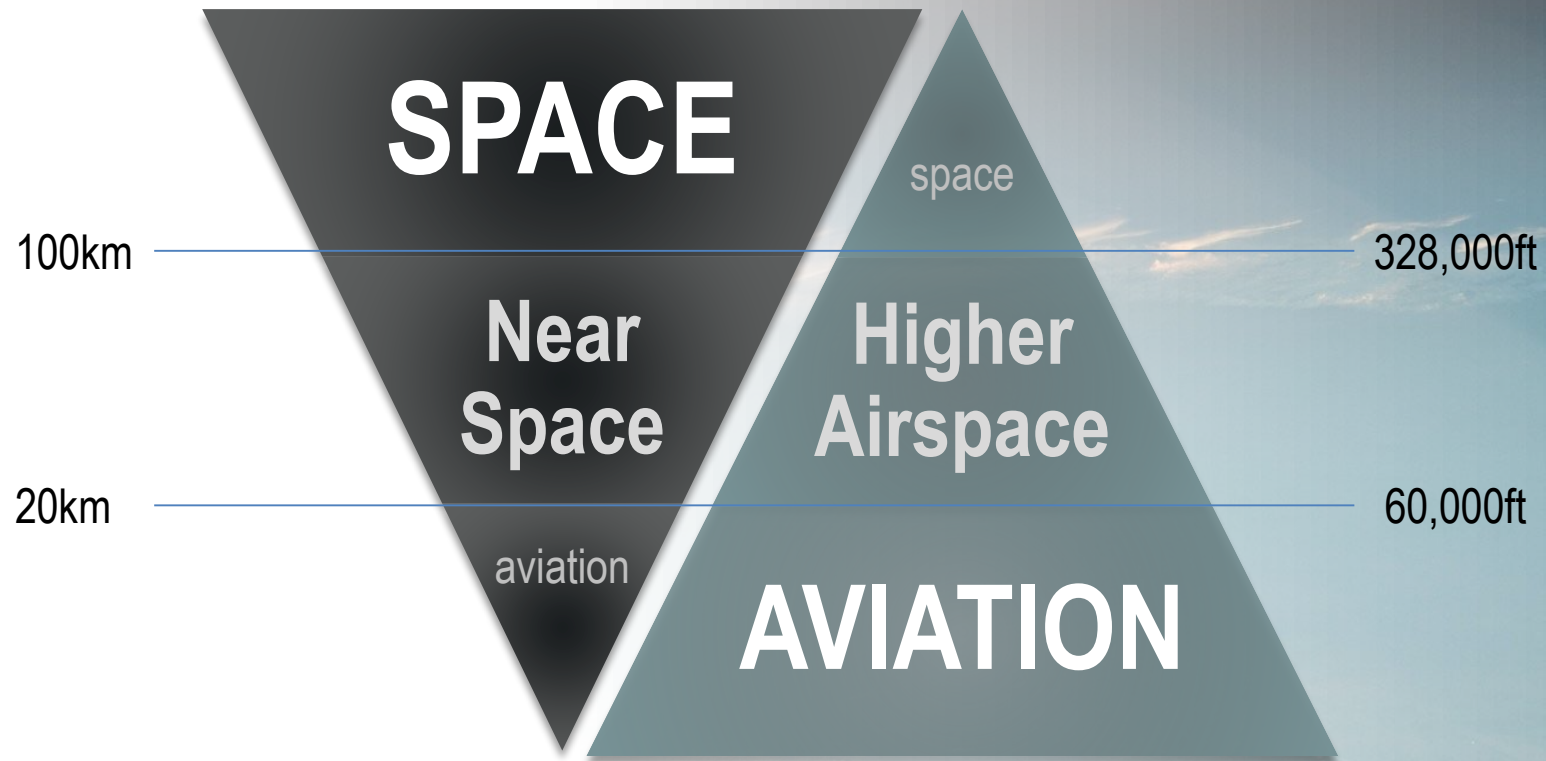 SPACE
space
100km
328,000ft
Near
Space
Higher
Airspace
20km
60,000ft
aviation
AVIATION